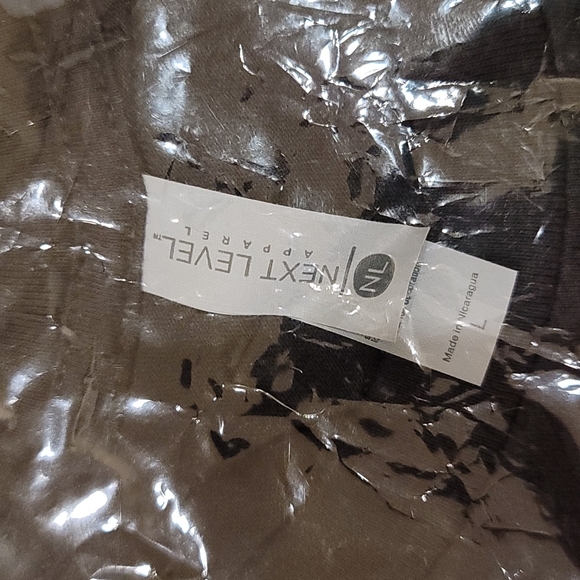 NL
NEXT LEVEL™
APPAREL
L
Made in Nicaragua